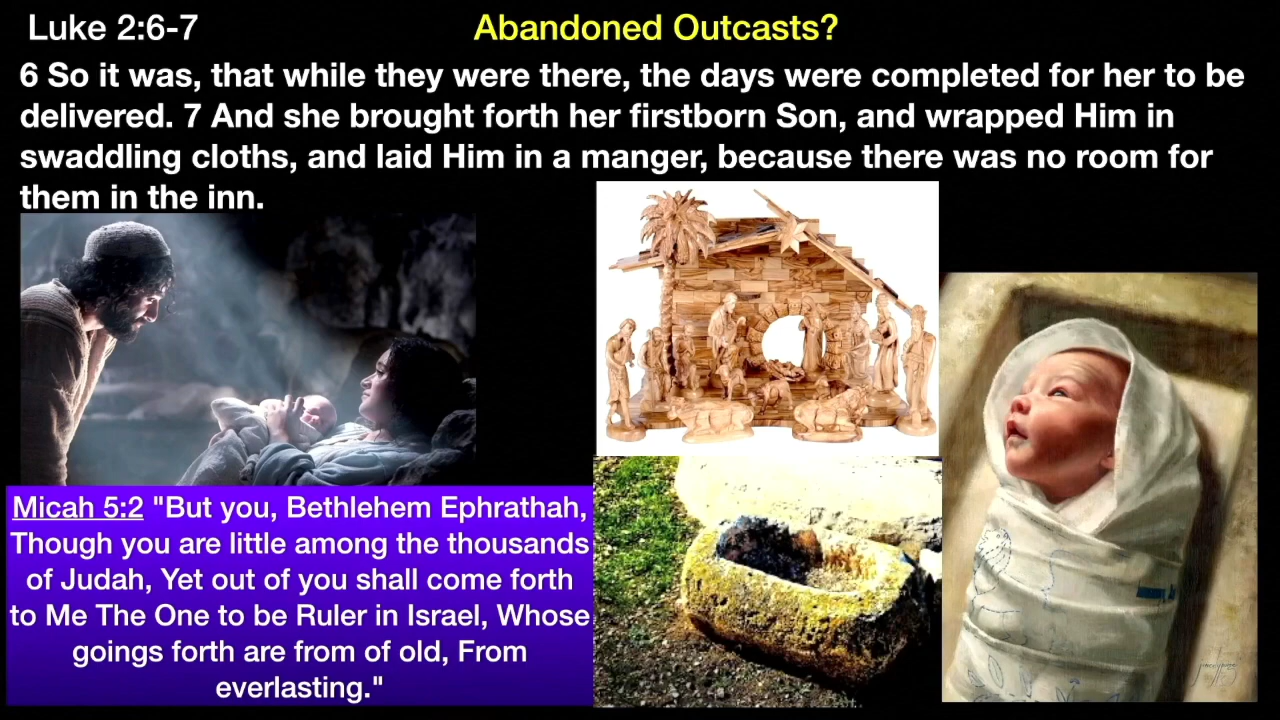 Luke 2:6-7
Abandoned Outcasts?
6 So it was, that while they were there, the days were completed for her to be
delivered. 7 And she brought forth her firstborn Son, and wrapped Him in
swaddling cloths, and laid Him in a manger, because there was no room for
them in the inn.
Micah 5:2 "But you, Bethlehem Ephrathah,
Though you are little among the thousands
of Judah, Yet out of you shall come forth
to Me The One to be Ruler in Israel, Whose
goings forth are from of old, From
everlasting."